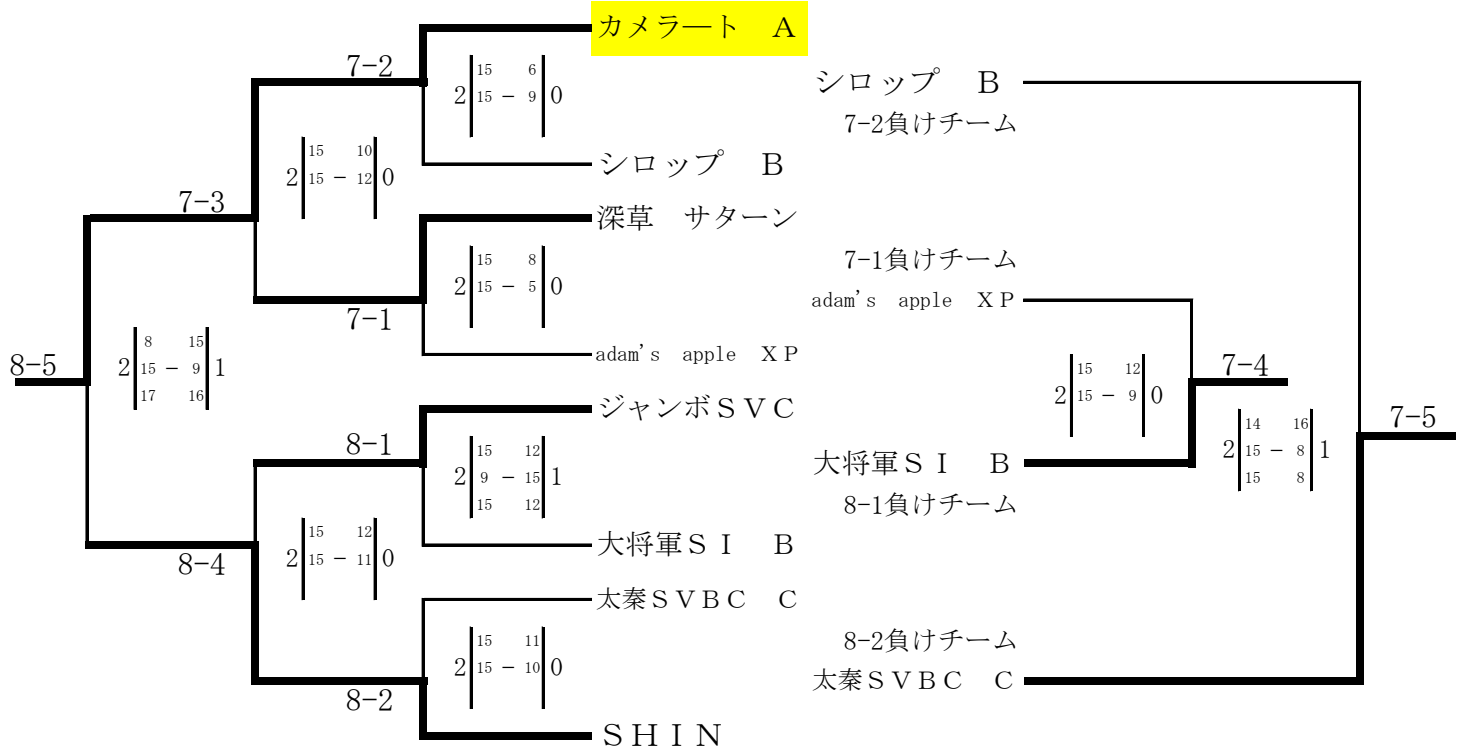 カメラート　A
7-2
2 15 6 0
15 － 9
シロップ　B
7-2負けチーム
2 15 10 0
15 － 12
シロップ　B
7-3
深草　サターン
2 15 8 0
15 － 5
7-1負けチーム
adam's apple ＸＰ
7-1
adam's apple ＸＰ
8-5
2 8 15 1
15 － 9
17 16
2 15 12 0
15 － 9
7-4
ジャンボＳＶＣ
7-5
2 14 16 1
15 － 8
15 8
8-1
2 15 12 1
9 － 15
15 12
大将軍ＳＩ　B
8-1負けチーム
2 15 12 0
15 － 11
大将軍ＳＩ　B
8-4
太秦ＳＶＢＣ　Ｃ
2 15 11 0
15 － 10
8-2負けチーム
太秦ＳＶＢＣ　Ｃ
8-2
ＳＨＩＮ